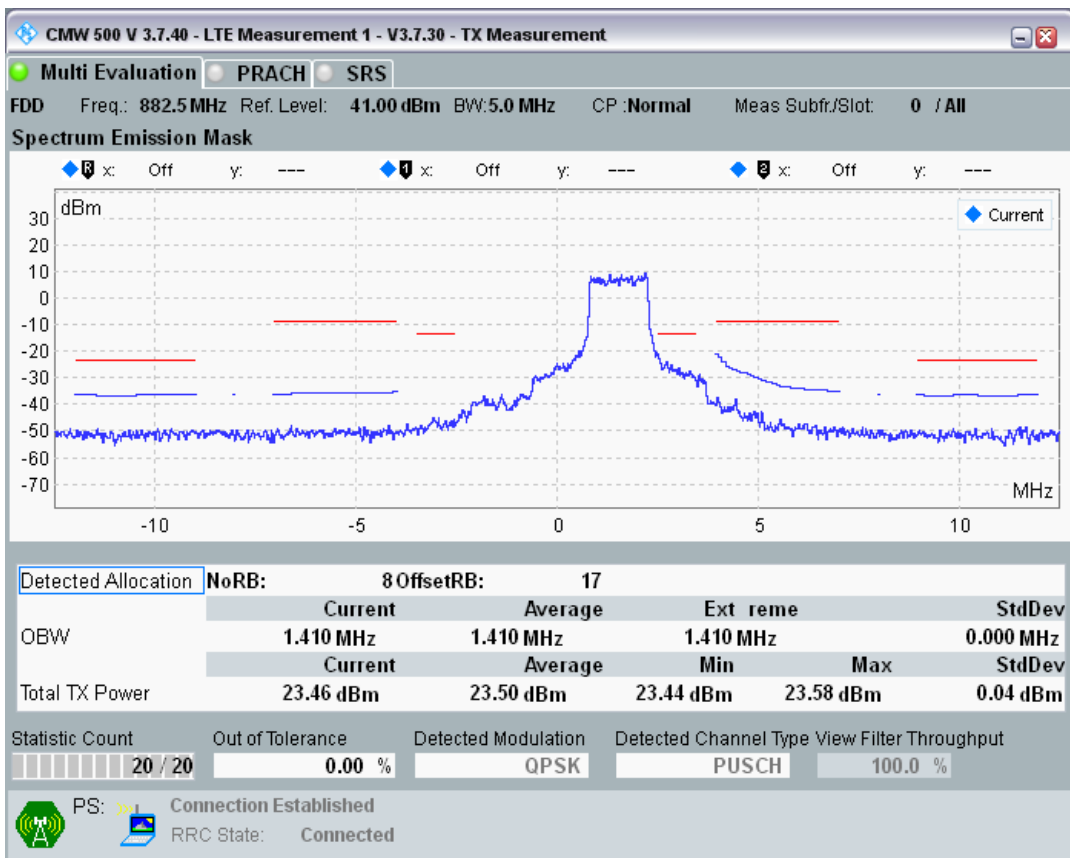 CMW 500 V 3.7.40 - LTE Measurement 1 - V3.7.30 - TX Measurement
Multi Evaluation PRACH SRS
FDD Freq.: 882.5 MHz Ref. Level: 41.00 dBm BW:5.0 MHz CP :Normal Meas Subfr./Slot: 0 / All
Spectrum Emission Mask
R x: Off y: --- 1 x: Off y: --- 2 x: Off y: ---
dBm
Current
30
20
10
0
-10
-20
-30
-40
-50
-60
-70
MHz
-10 -5 0 5 10
Detected Allocation NoRB: 8 OffsetRB: 17
Current Average Ext reme StdDev
OBW 1.410 MHz 1.410 MHz 1.410 MHz 0.000 MHz
Current Average Min Max StdDev
Total TX Power 23.46 dBm 23.50 dBm 23.44 dBm 23.58 dBm 0.04 dBm
Statistic Count Out of Tolerance Detected Modulation Detected Channel Type View Filter Throughput
20 / 20 0.00 % QPSK PUSCH 100.0 %
PS: Connection Established
RRC State: Connected